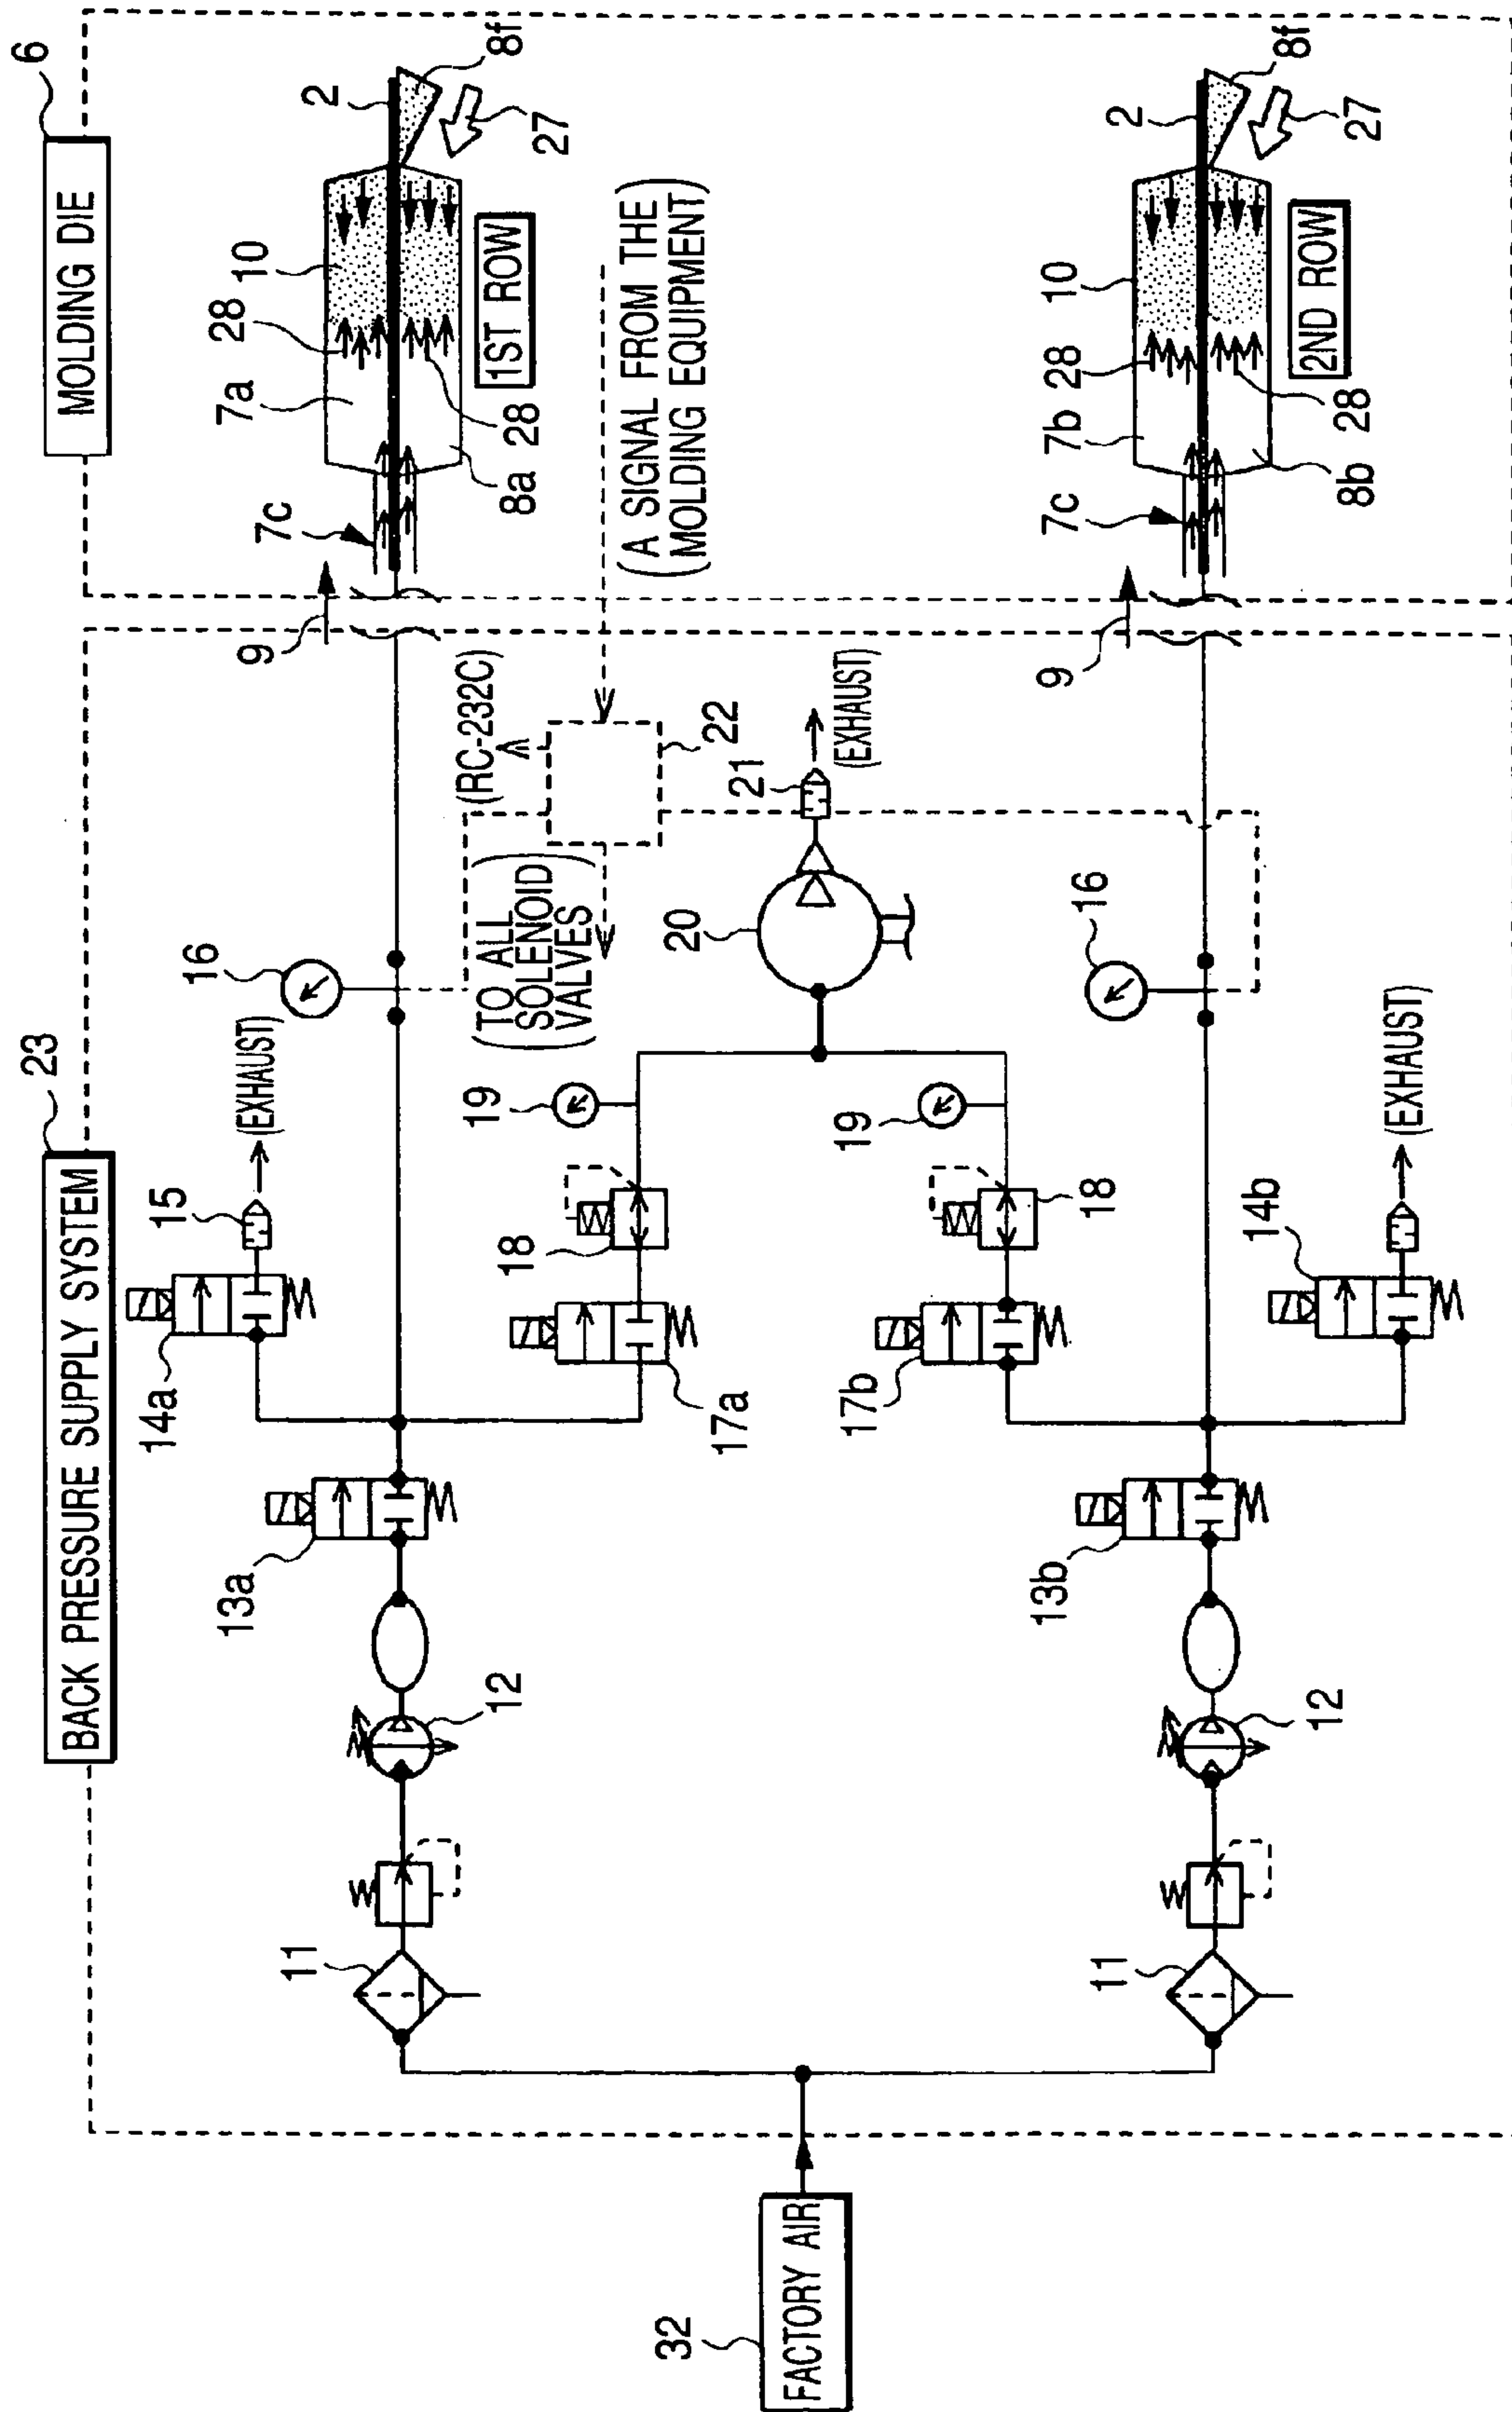 6
MOLDING DIE
23
BACK PRESSURE SUPPLY SYSTEM
32
FACTORY AIR
11
12
13a
14a
15
(EXHAUST)
16
9
7c
7a
28
10
2
8f
27
28
8a
1ST ROW
(A SIGNAL FROM THE
MOLDING EQUIPMENT)
(RC-232C)
22
(TO ALL
SOLENOID
VALVES)
17a
18
19
20
21
(EXHAUST)
17b
18
19
11
12
13b
14b
(EXHAUST)
16
9
7c
7b
28
10
2
8f
27
28
8b
2ND ROW